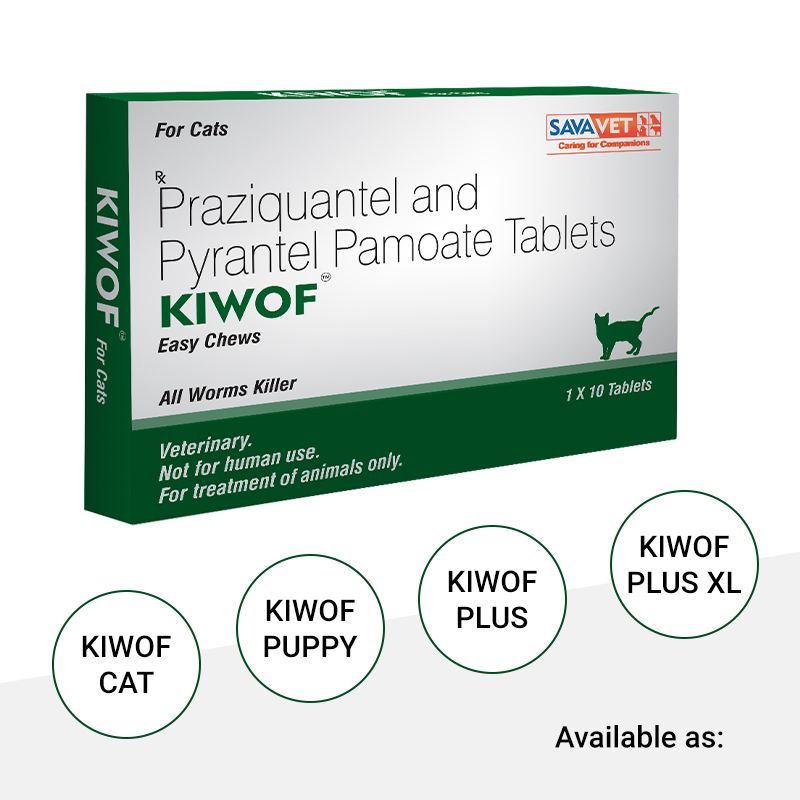 For Cats
SAVAVET
Caring for Companions
Rx
Praziquantel and
Pyrantel Pamoate Tablets
KIWOF™
Easy Chews
All Worms Killer
1 X 10 Tablets
Veterinary.
Not for human use.
For treatment of animals only.
KIWOF™ For Cats
KIWOF
CAT
KIWOF
PUPPY
KIWOF
PLUS
KIWOF
PLUS XL
Available as: